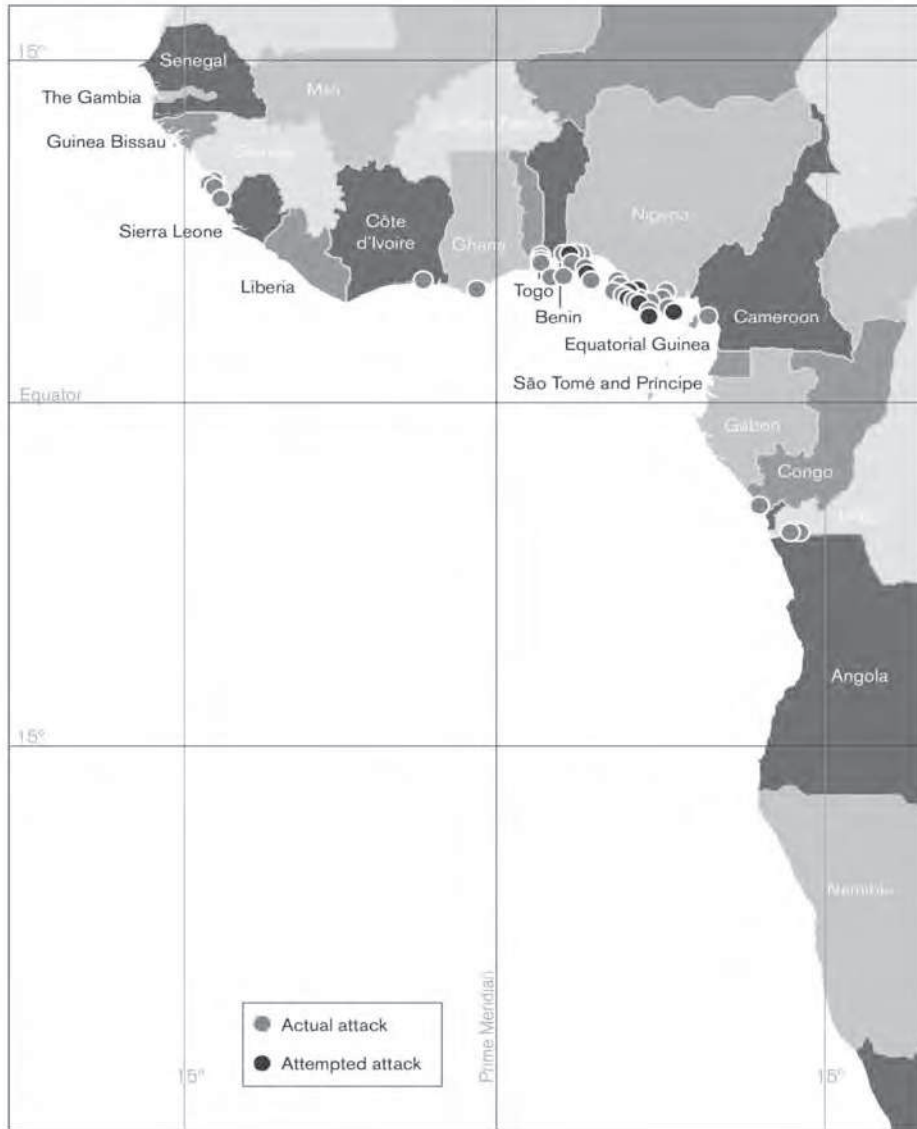 15°
Senegal
The Gambia
Mali
Guinea Bissau
Sierra Leone
Côte
d'Ivoire
Ghana
Nigeria
Liberia
Togo
Benin
Cameroon
Equatorial Guinea
São Tomé and Príncipe
Equator
Gabon
Congo
Angola
15°
Namibia
Prime Meridian
Actual attack
Attempted attack
15°
15°